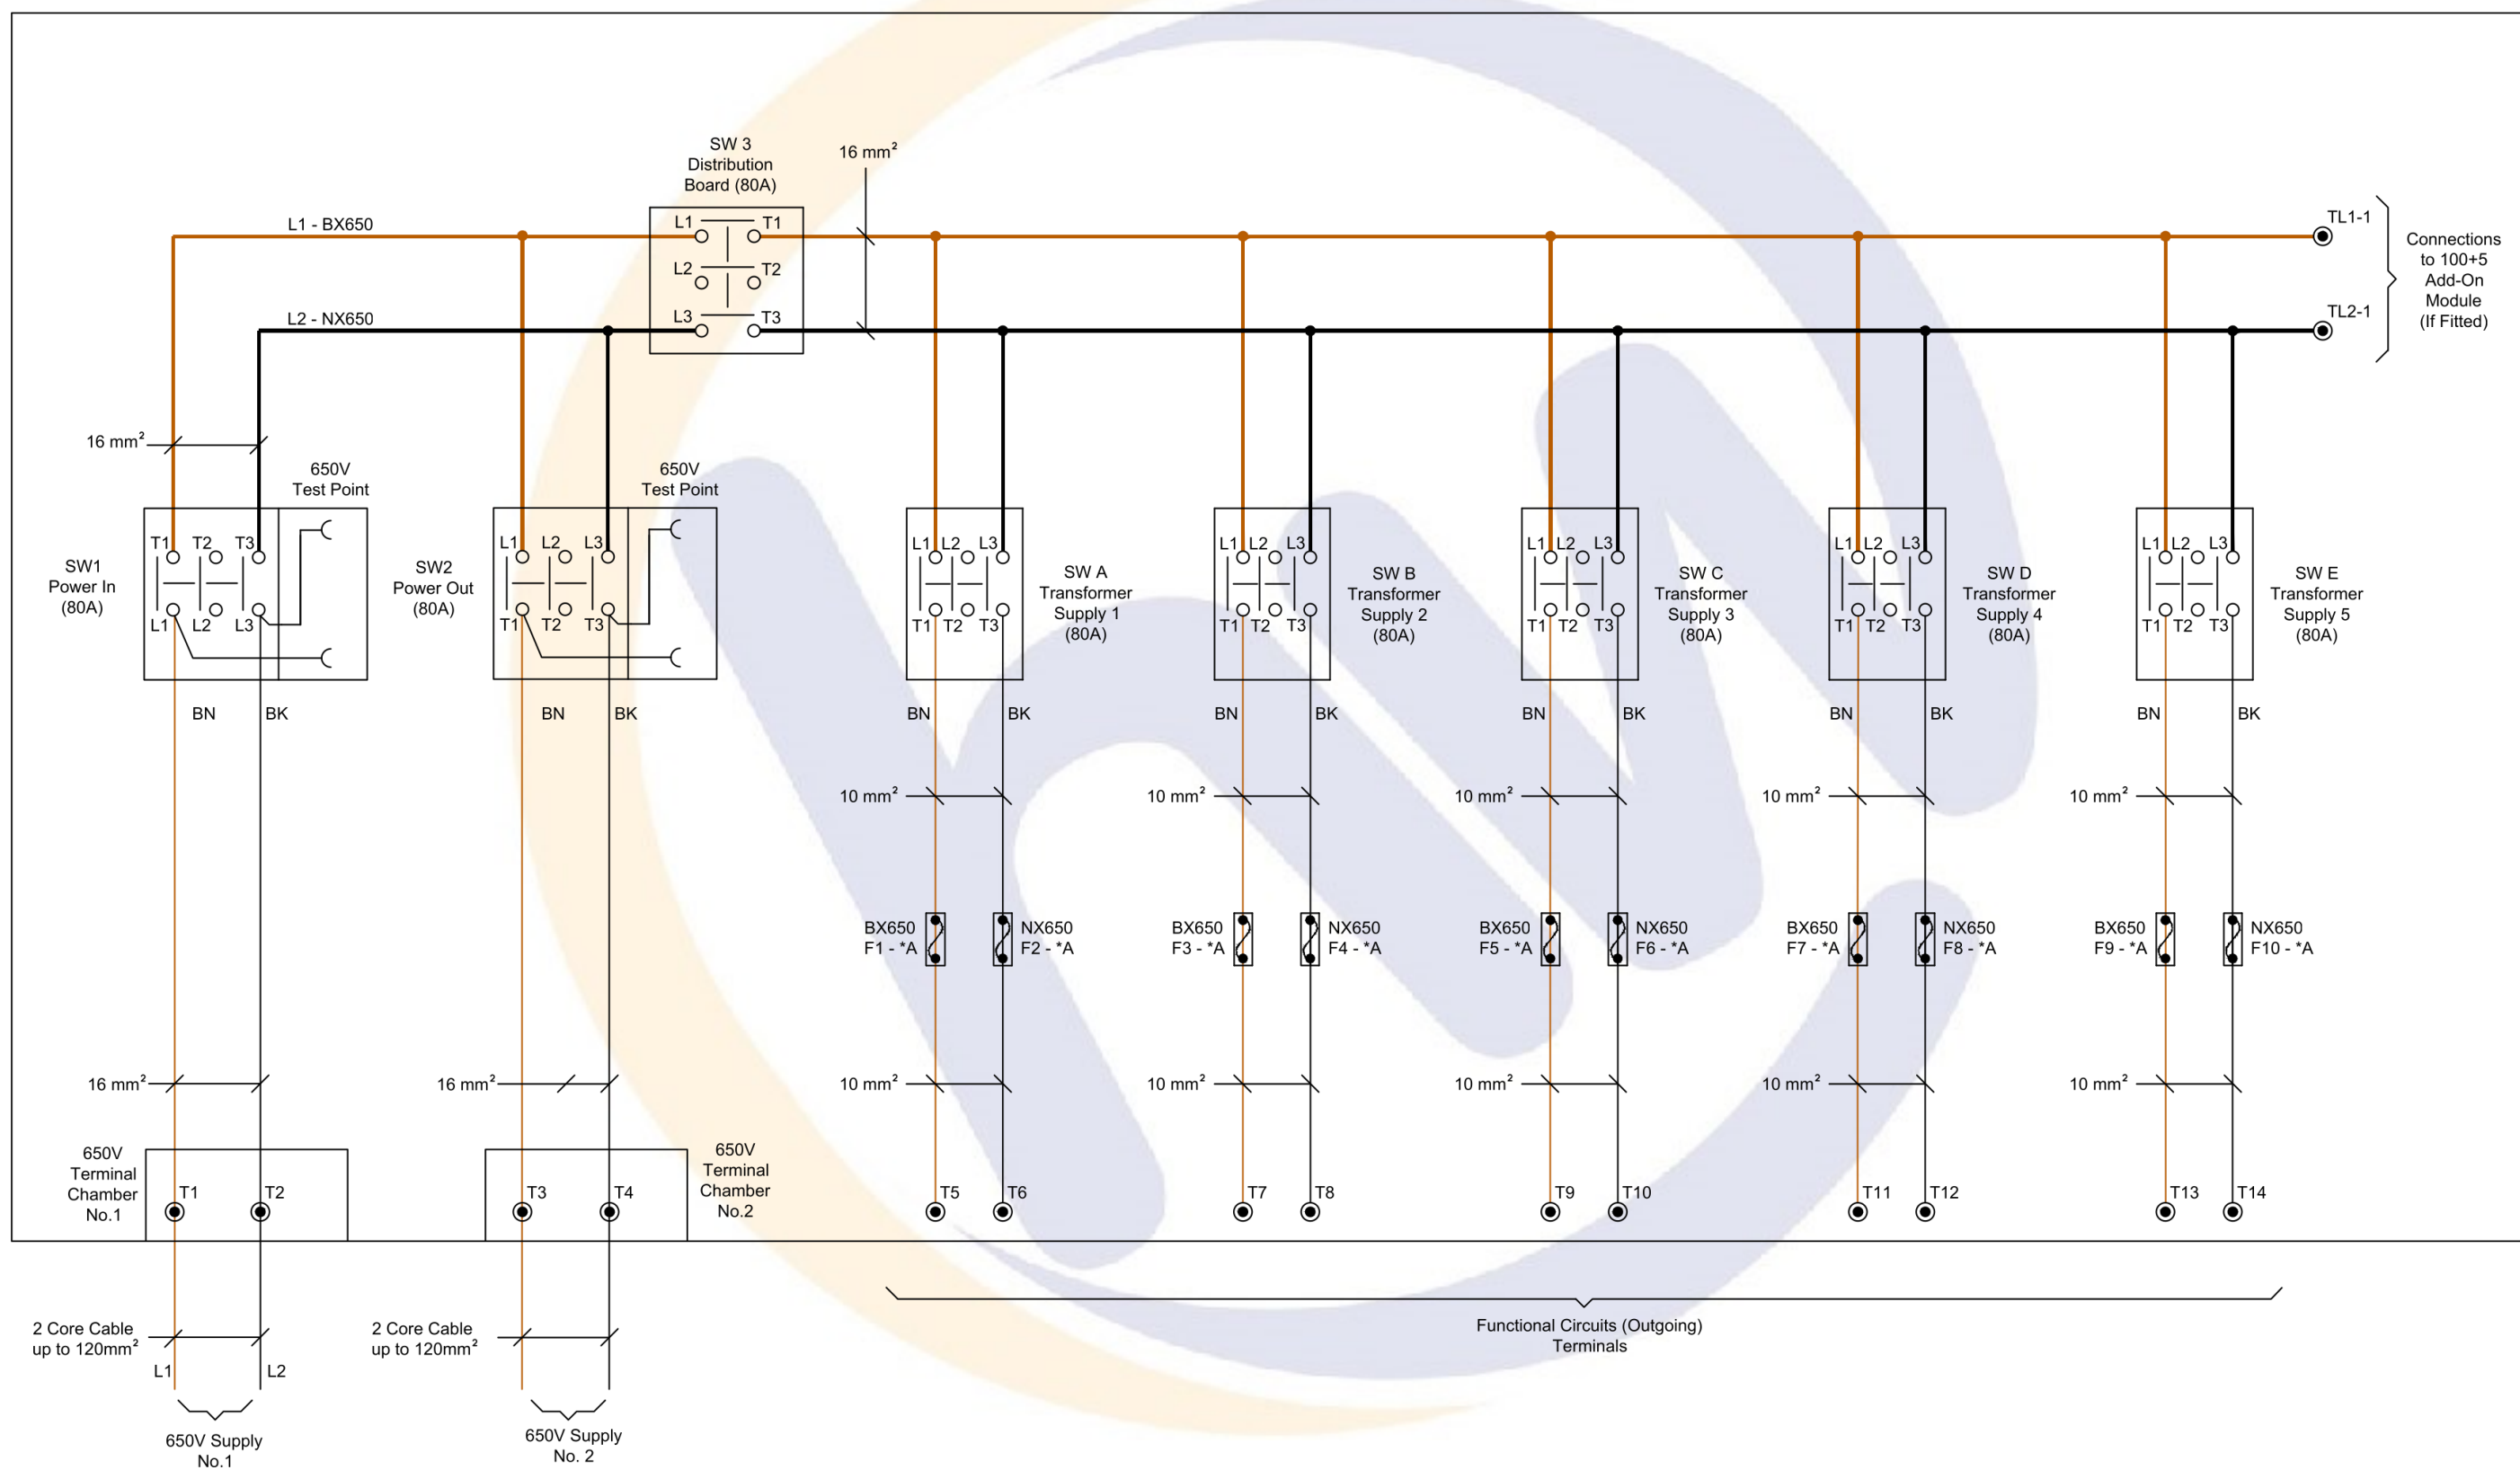 SW 3
Distribution
Board (80A)
16 mm²
L1 - BX650
L1
T1
L2
T2
L2 - NX650
L3
T3
TL1-1
TL2-1
Connections
to 100+5
Add-On
Module
(If Fitted)
16 mm²
650V
Test Point
650V
Test Point
SW1
Power In
(80A)
T1 T2 T3
L1 L2 L3
SW2
Power Out
(80A)
L1 L2 L3
T1 T2 T3
L1 L2 L3
T1 T2 T3
SW A
Transformer
Supply 1
(80A)
L1 L2 L3
T1 T2 T3
SW B
Transformer
Supply 2
(80A)
L1 L2 L3
T1 T2 T3
SW C
Transformer
Supply 3
(80A)
L1 L2 L3
T1 T2 T3
SW D
Transformer
Supply 4
(80A)
L1 L2 L3
T1 T2 T3
SW E
Transformer
Supply 5
(80A)
BN BK BN BK BN BK BN BK BN BK BN BK BN BK
10 mm² 10 mm² 10 mm² 10 mm² 10 mm²
BX650
F1 - *A
NX650
F2 - *A
BX650
F3 - *A
NX650
F4 - *A
BX650
F5 - *A
NX650
F6 - *A
BX650
F7 - *A
NX650
F8 - *A
BX650
F9 - *A
NX650
F10 - *A
16 mm² 16 mm² 10 mm² 10 mm² 10 mm² 10 mm² 10 mm²
650V
Terminal
Chamber
No.1
T1 T2
T3 T4
650V
Terminal
Chamber
No.2
T5 T6 T7 T8 T9 T10 T11 T12 T13 T14
2 Core Cable
up to 120mm²
L1 L2
2 Core Cable
up to 120mm²
Functional Circuits (Outgoing)
Terminals
650V Supply
No.1
650V Supply
No. 2